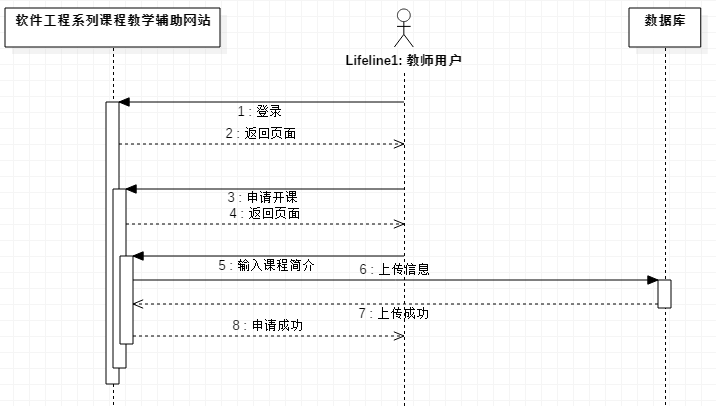 软件工程系列课程教学辅助网站
Lifeline1: 教师用户
数据库
1 : 登录
2 : 返回页面
3 : 申请开课
4 : 返回页面
5 : 输入课程简介
6 : 上传信息
7 : 上传成功
8 : 申请成功